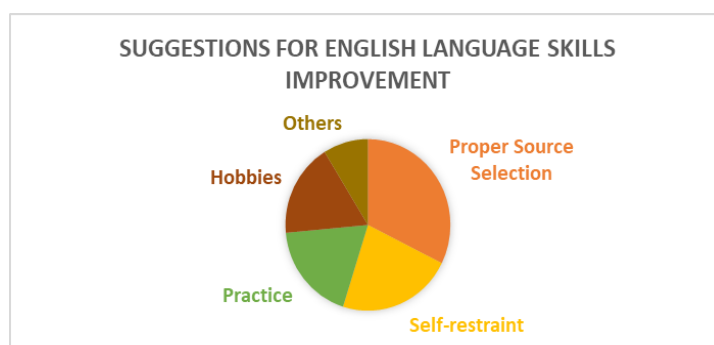 SUGGESTIONS FOR ENGLISH LANGUAGE SKILLS
IMPROVEMENT
Others
Proper Source
Selection
Hobbies
Practice
Self-restraint